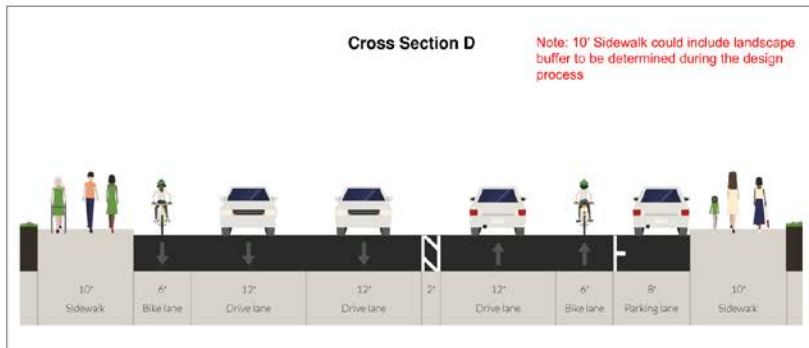 Cross Section D
Note: 10' Sidewalk could include landscape
buffer to be determined during the design
process
10' 6' 12' 12' 2' 12' 6' 8' 10'
Sidewalk Bike lane Drive lane Drive lane Drive lane Bike lane Parking lane Sidewalk